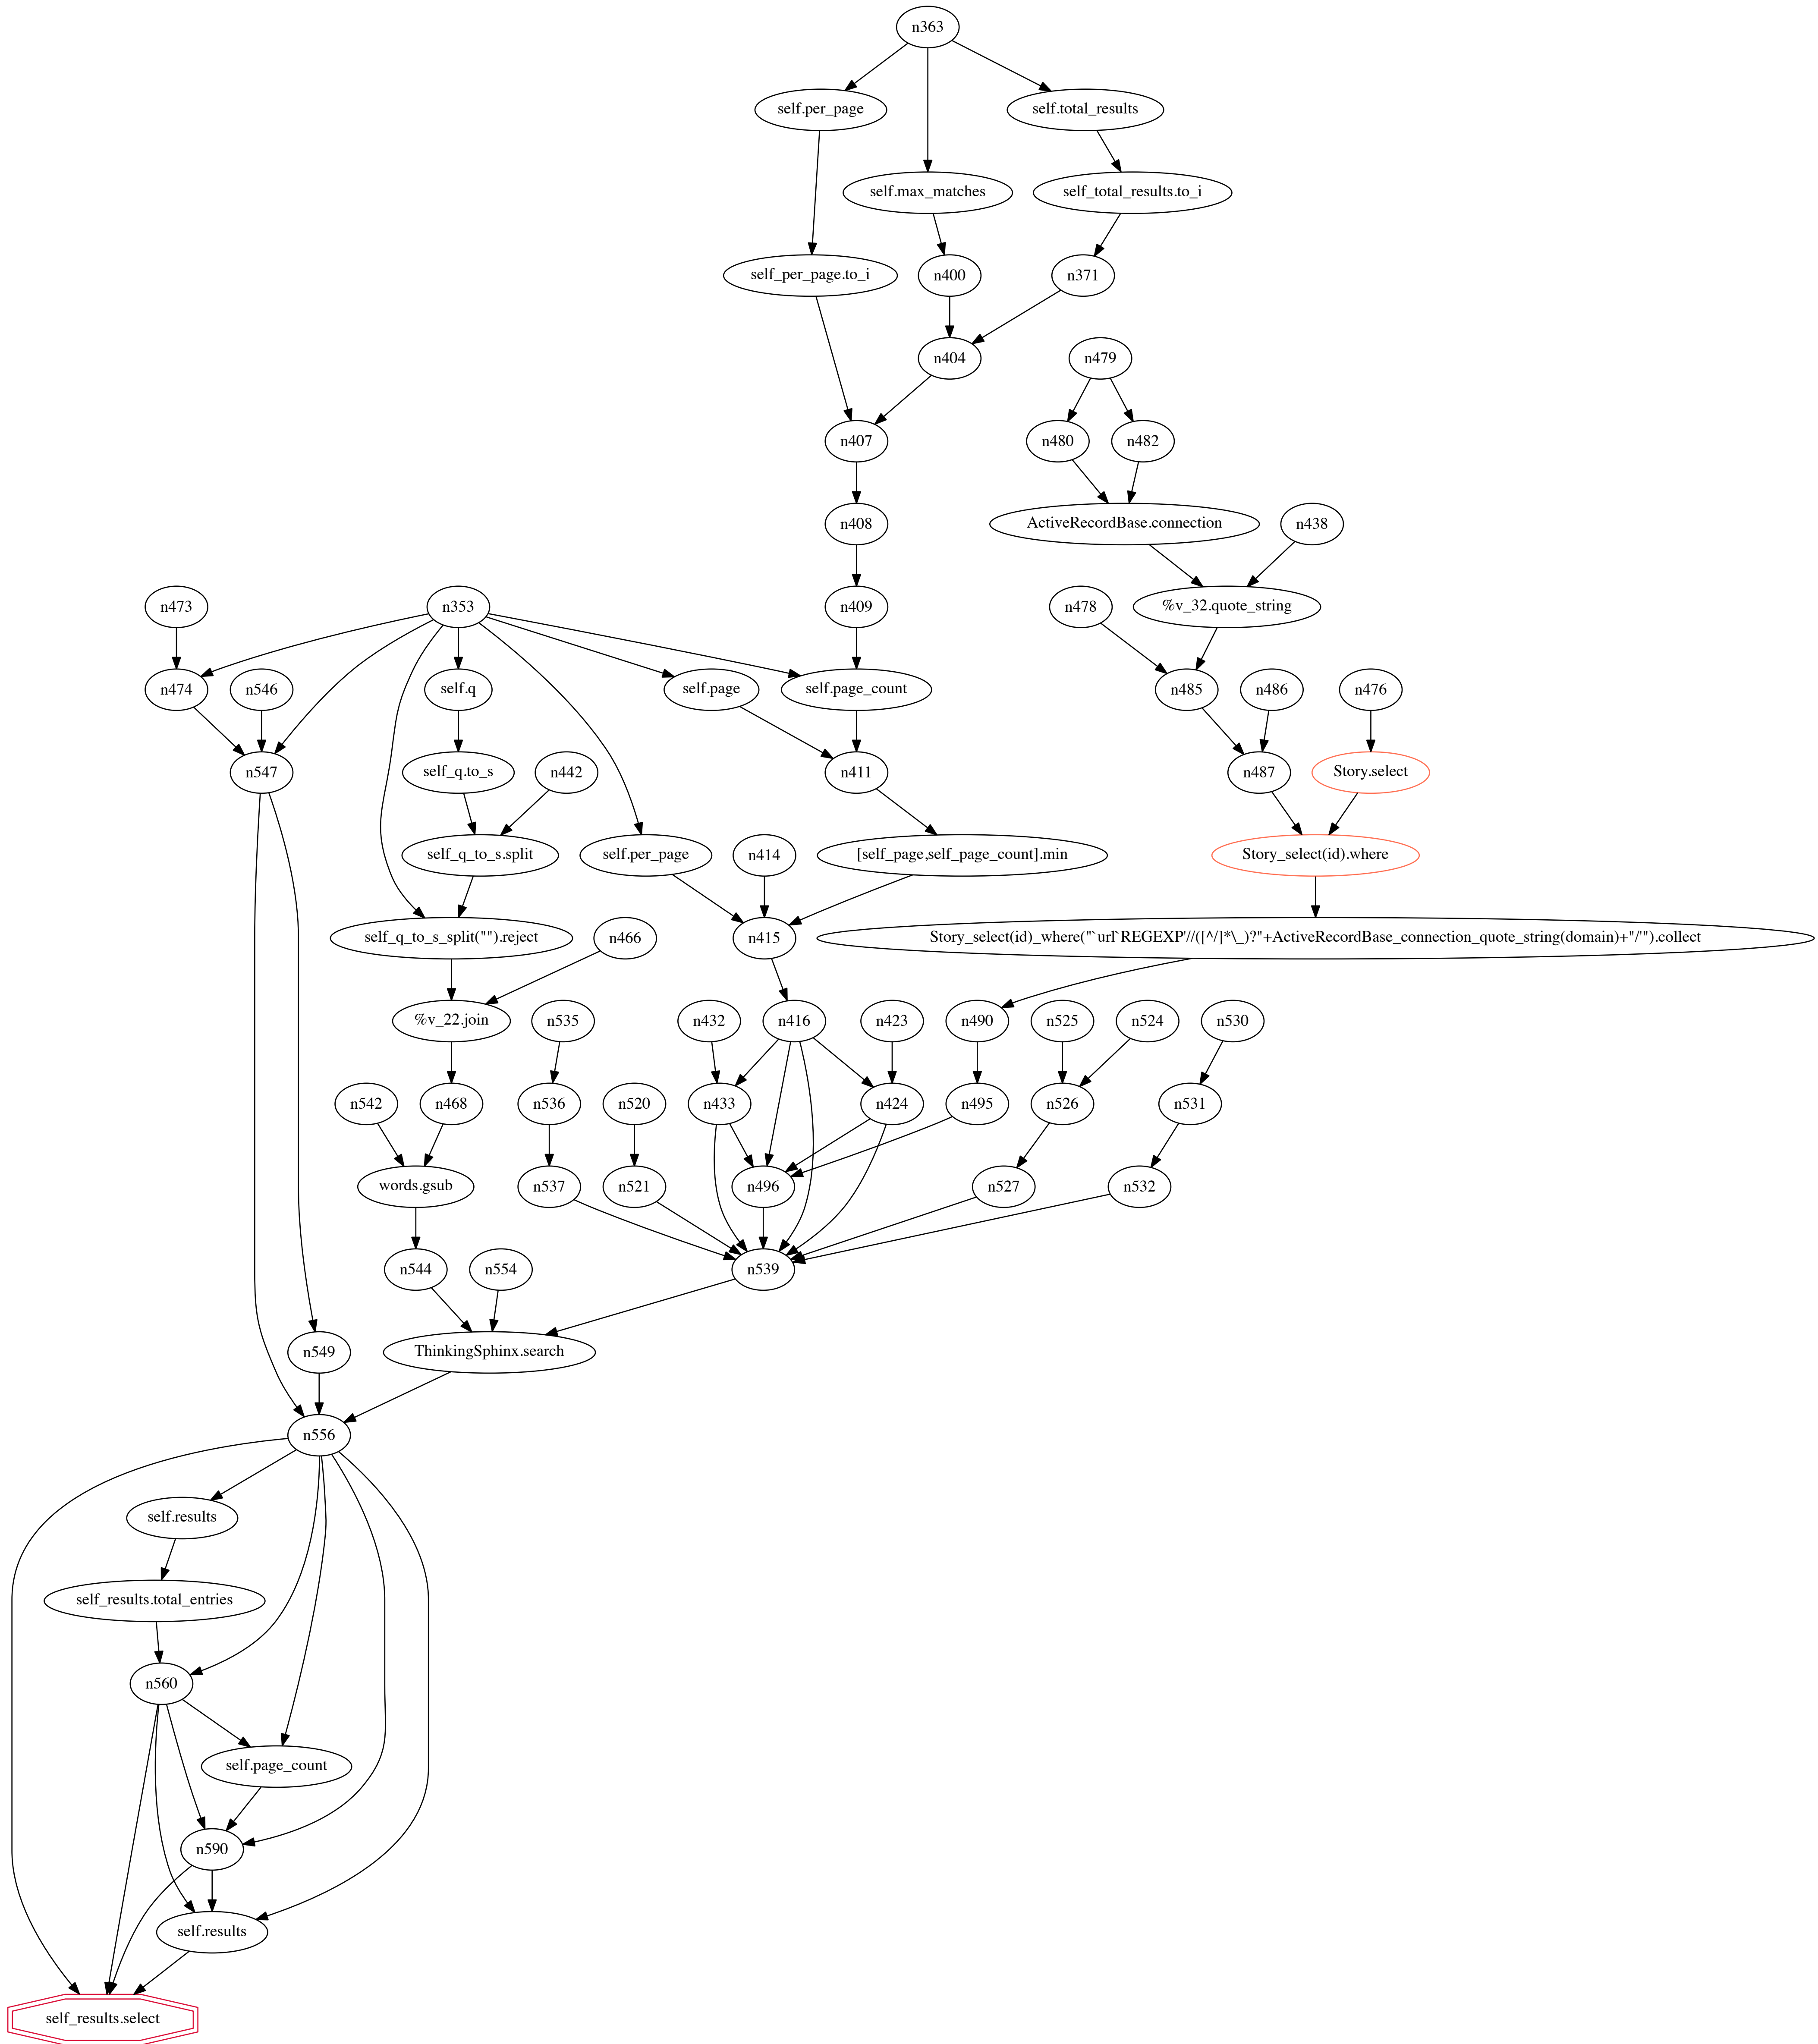 n363
self.per_page
self.total_results
self.max_matches
self_total_results.to_i
self_per_page.to_i
n400
n371
n404
n479
n407
n480
n482
n408
ActiveRecordBase.connection
n438
n473
n353
n409
n478
%v_32.quote_string
n474
n546
self.q
self.page
self.page_count
n485
n486
n476
n547
self_q.to_s
n442
n411
n487
Story.select
self_q_to_s.split
self.per_page
n414
[self_page,self_page_count].min
Story_select(id).where
self_q_to_s_split("").reject
n466
n415
Story_select(id)_where("`url`REGEXP'//([^/]*\_)?"+ActiveRecordBase_connection_quote_string(domain)+"/'").collect
%v_22.join
n535
n432
n416
n423
n490
n525
n524
n530
n542
n468
n536
n520
n433
n424
n495
n526
n531
words.gsub
n537
n521
n496
n527
n532
n544
n554
n539
n549
ThinkingSphinx.search
n556
self.results
self_results.total_entries
n560
self.page_count
n590
self.results
self_results.select